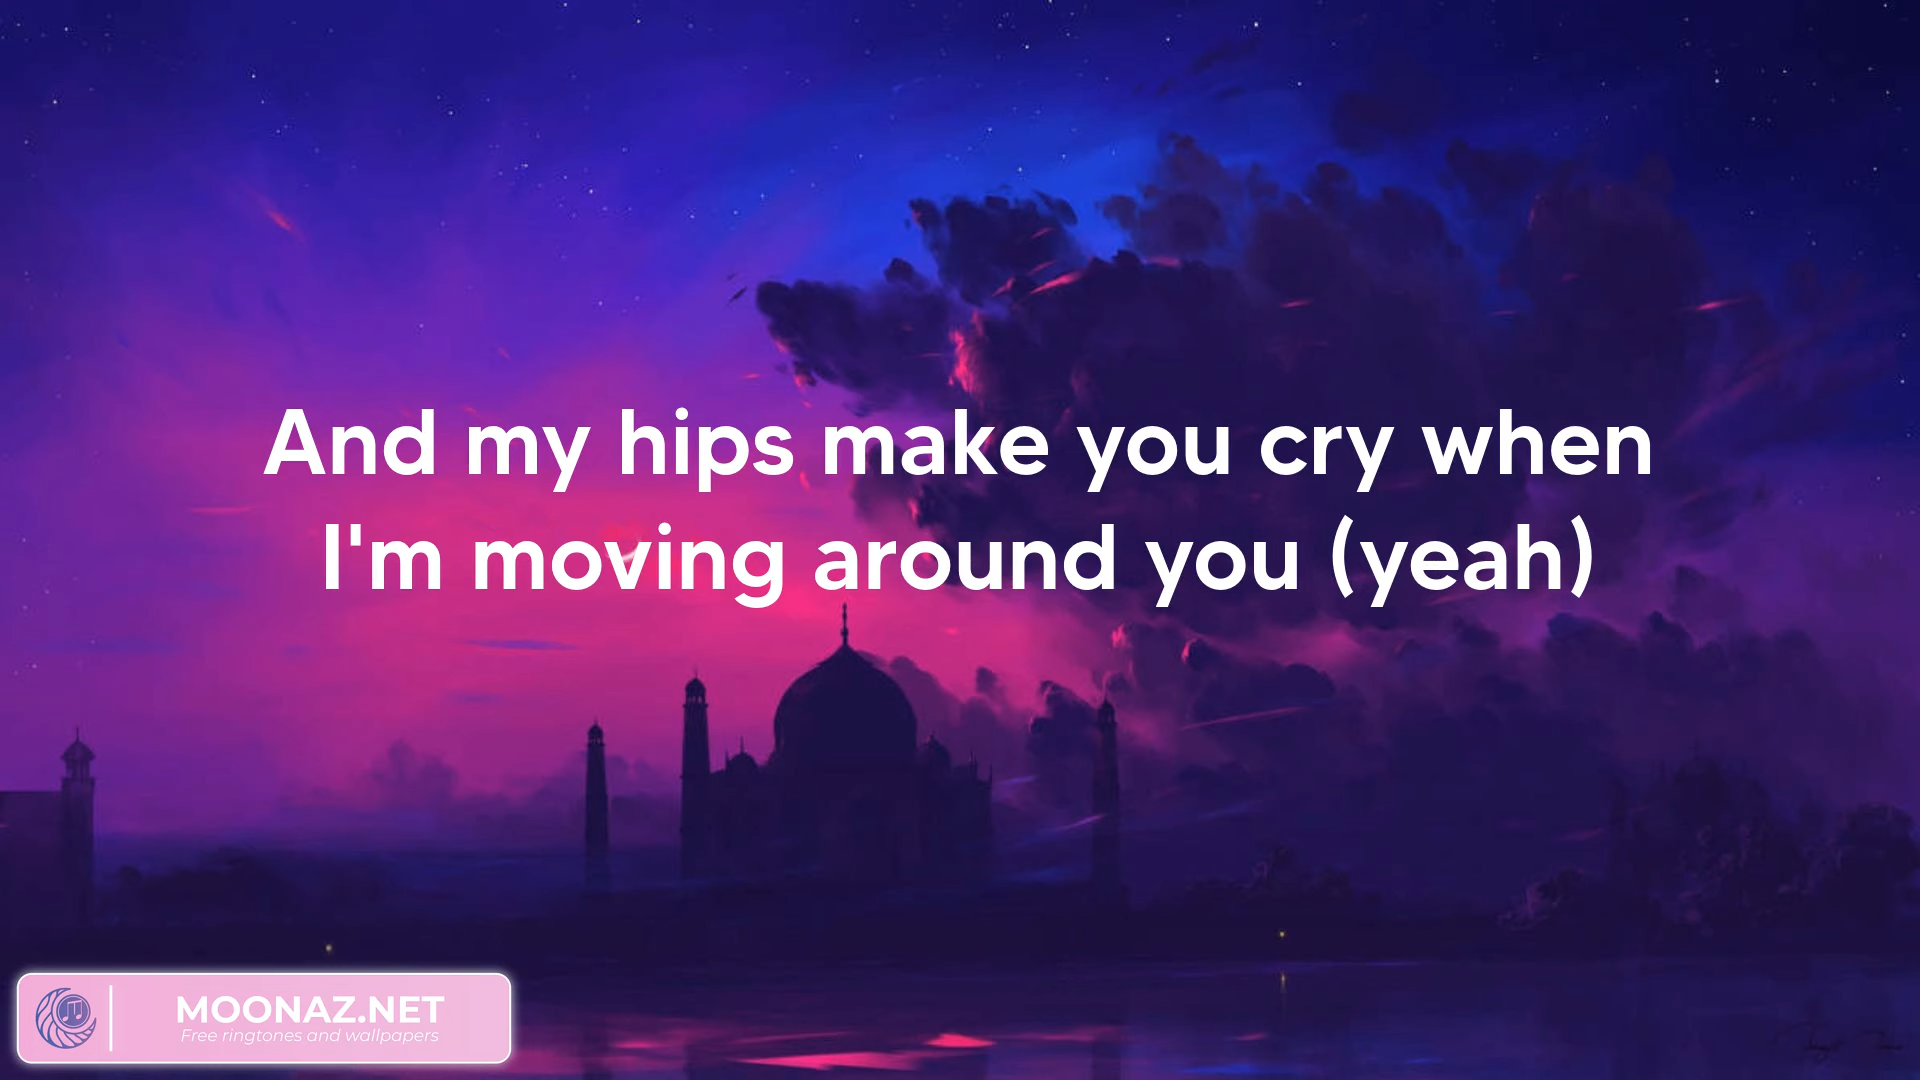 And my hips make you cry when
I'm moving around you (yeah)
MOONAZ.NET
Free ringtones and wallpapers